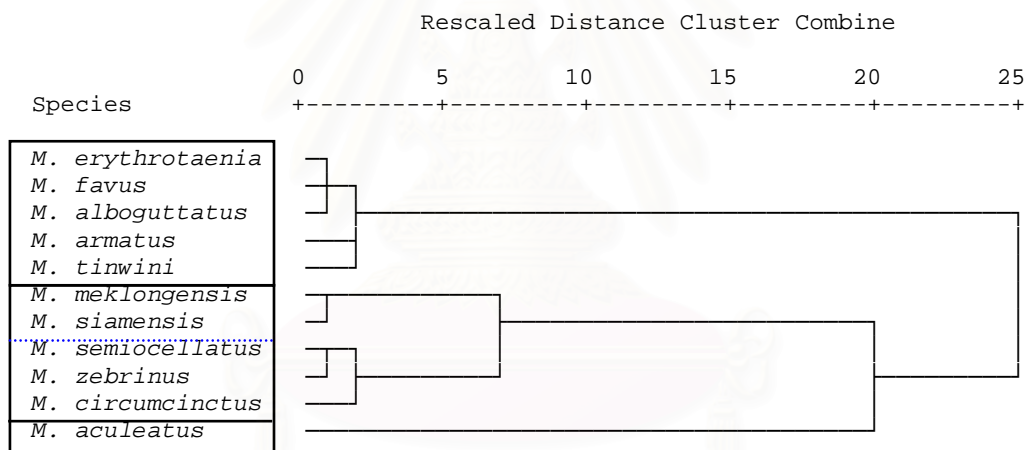 Rescaled Distance Cluster Combine
0 5 10 15 20 25
Species +---------+---------+---------+---------+---------+
M. erythrotaenia
M. favus
M. alboguttatus
M. armatus
M. tinwini
M. meklongensis
M. siamensis
M. semiocellatus
M. zebrinus
M. circumcinctus
M. aculeatus